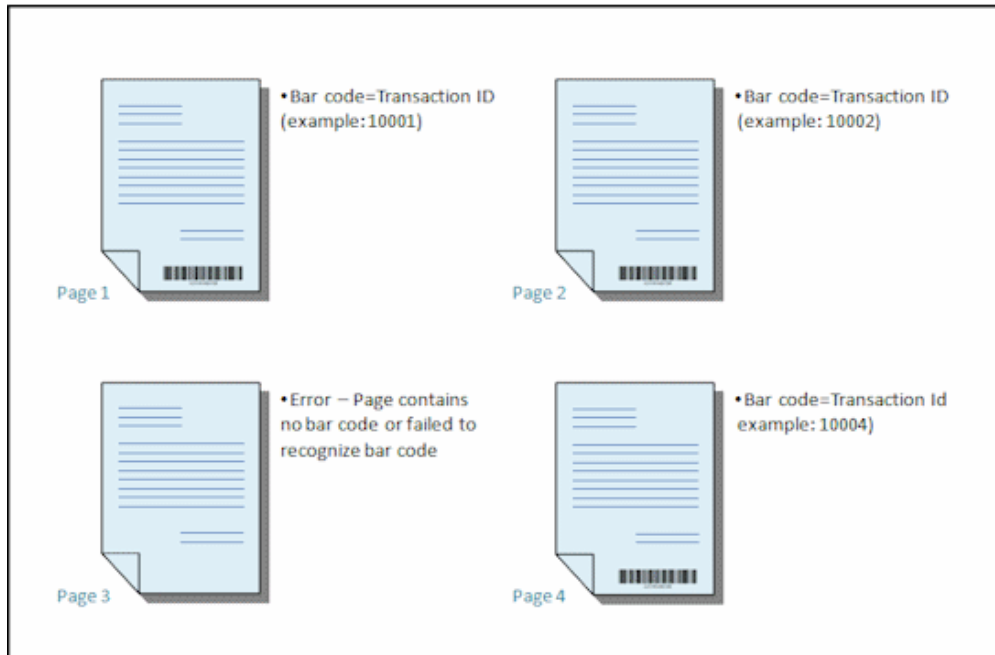 •Bar code=Transaction ID
(example: 10001)
Page 1
•Bar code=Transaction ID
(example: 10002)
Page 2
•Error – Page contains
no bar code or failed to
recognize bar code
Page 3
•Bar code=Transaction Id
example: 10004)
Page 4